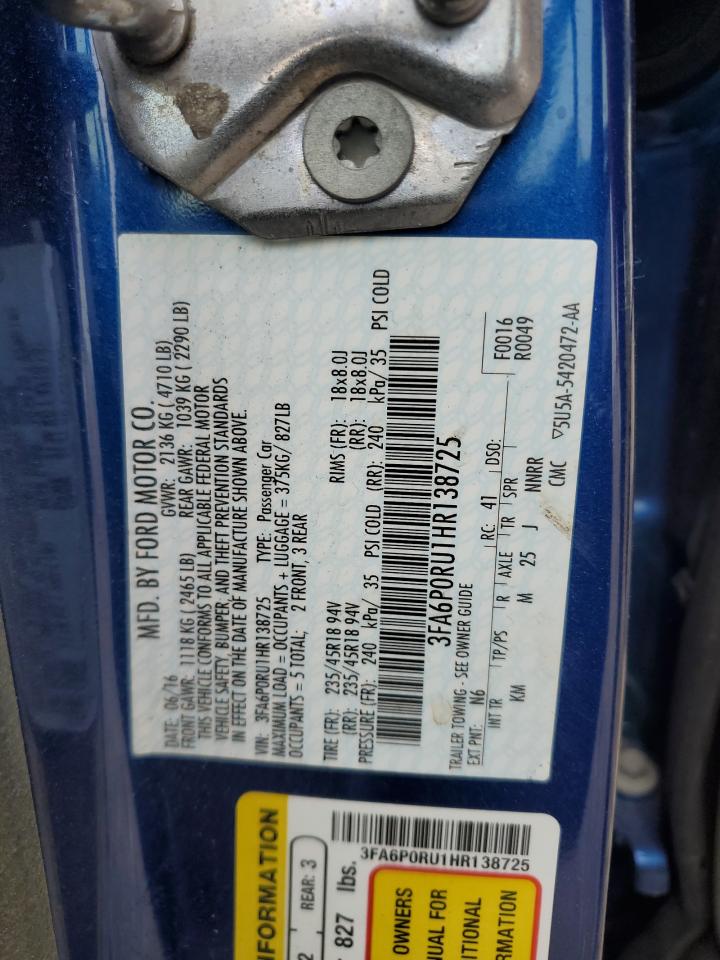 MFD. BY FORD MOTOR CO.
DATE: 06/16 GVWR: 2136 KG ( 4710 LB)
FRONT GAWR: 1118 KG ( 2465 LB) REAR GAWR: 1039 KG ( 2290 LB)
THIS VEHICLE CONFORMS TO ALL APPLICABLE FEDERAL MOTOR
VEHICLE SAFETY, BUMPER, AND THEFT PREVENTION STANDARDS
IN EFFECT ON THE DATE OF MANUFACTURE SHOWN ABOVE.
VIN: 3FA6P0RU1HR138725 TYPE: Passenger Car
MAXIMUM LOAD = OCCUPANTS + LUGGAGE = 375KG/ 827LB
OCCUPANTS = 5 TOTAL; 2 FRONT, 3 REAR
TIRE (FR): 235/45R18 94V RIMS (FR): 18x8.0J
(RR): 235/45R18 94V (RR): 18x8.0J
PRESSURE (FR): 240 kPa/ 35 PSI COLD (RR): 240 kPa/ 35 PSI COLD
3FA6P0RU1HR138725
TRAILER TOWING - SEE OWNER GUIDE
EXT PNT: N6 RC: 41 DSO: F0016
R0049
INT TR TP/PS R AXLE TR SPR
KM M 25 J NNRR
CMC ▽5U5A-5420472-AA
INFORMATION
2 REAR: 3
827 lbs.
3FA6P0RU1HR138725
OWNERS